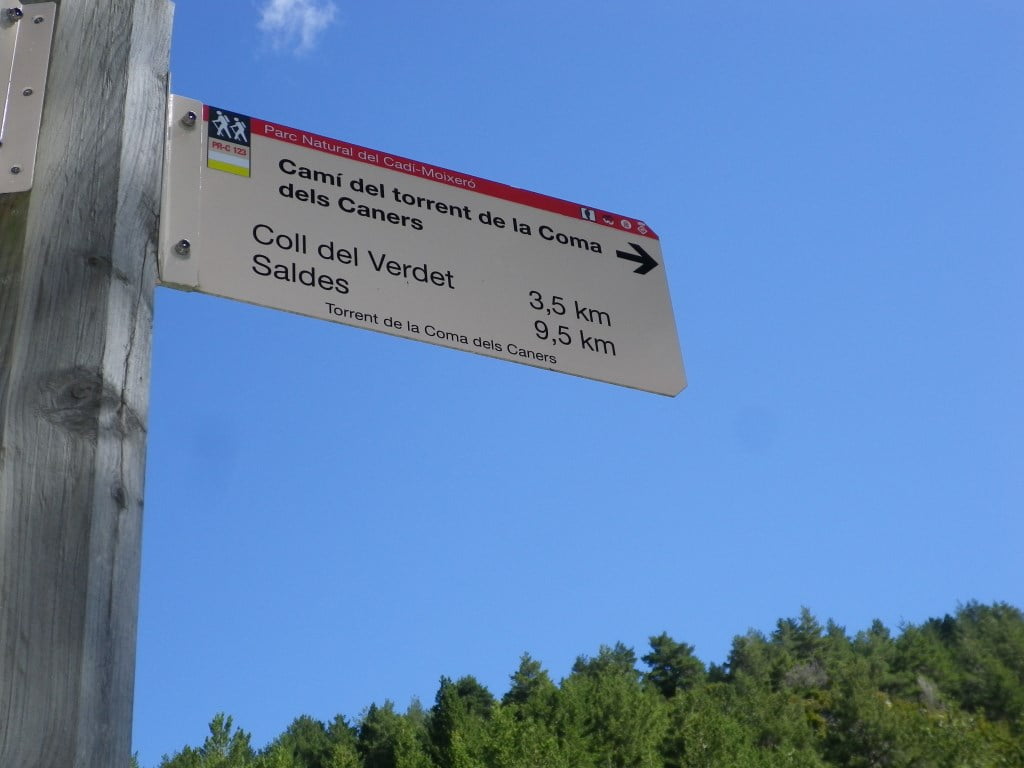 PR-C 123
Parc Natural del Cadí-Moixeró
Camí del torrent de la Coma
dels Caners
Coll del Verdet 3,5 km
Saldes 9,5 km
Torrent de la Coma dels Caners